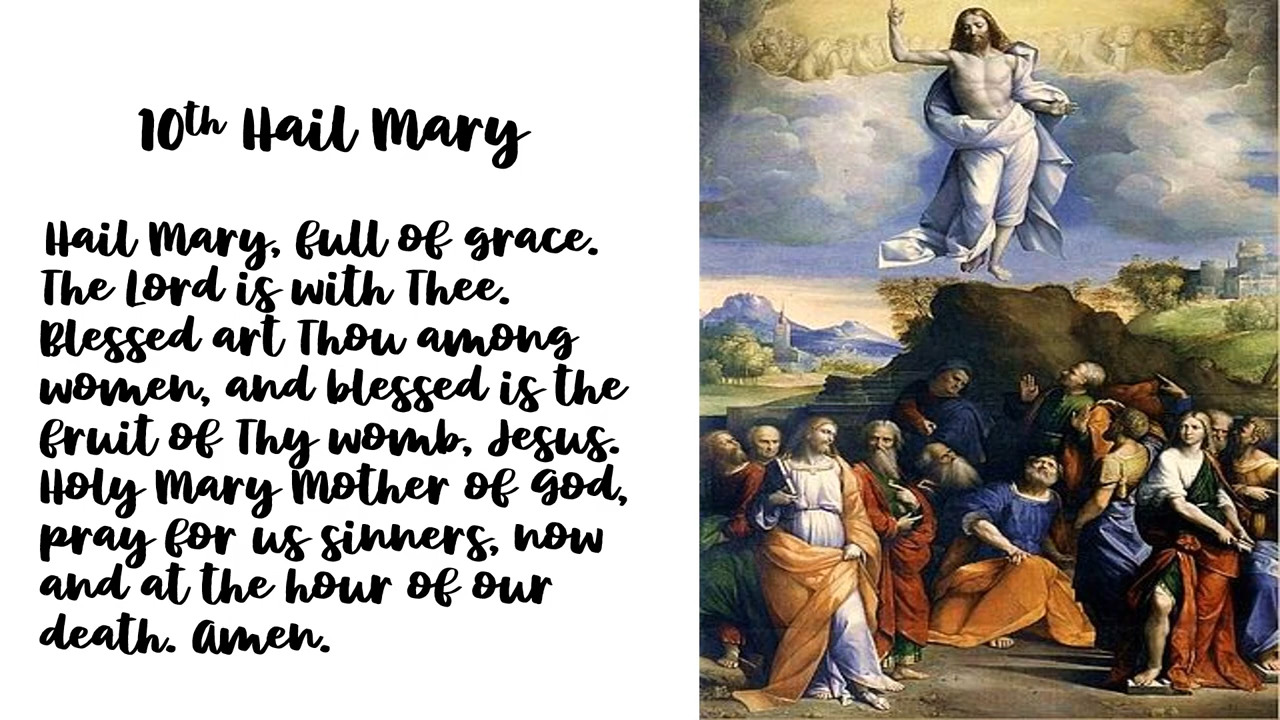 10th Hail Mary
Hail Mary, full of grace.
The Lord is with Thee.
Blessed art Thou among
women, and blessed is the
fruit of Thy womb, Jesus.
Holy Mary Mother of God,
pray for us sinners, now
and at the hour of our
death. Amen.